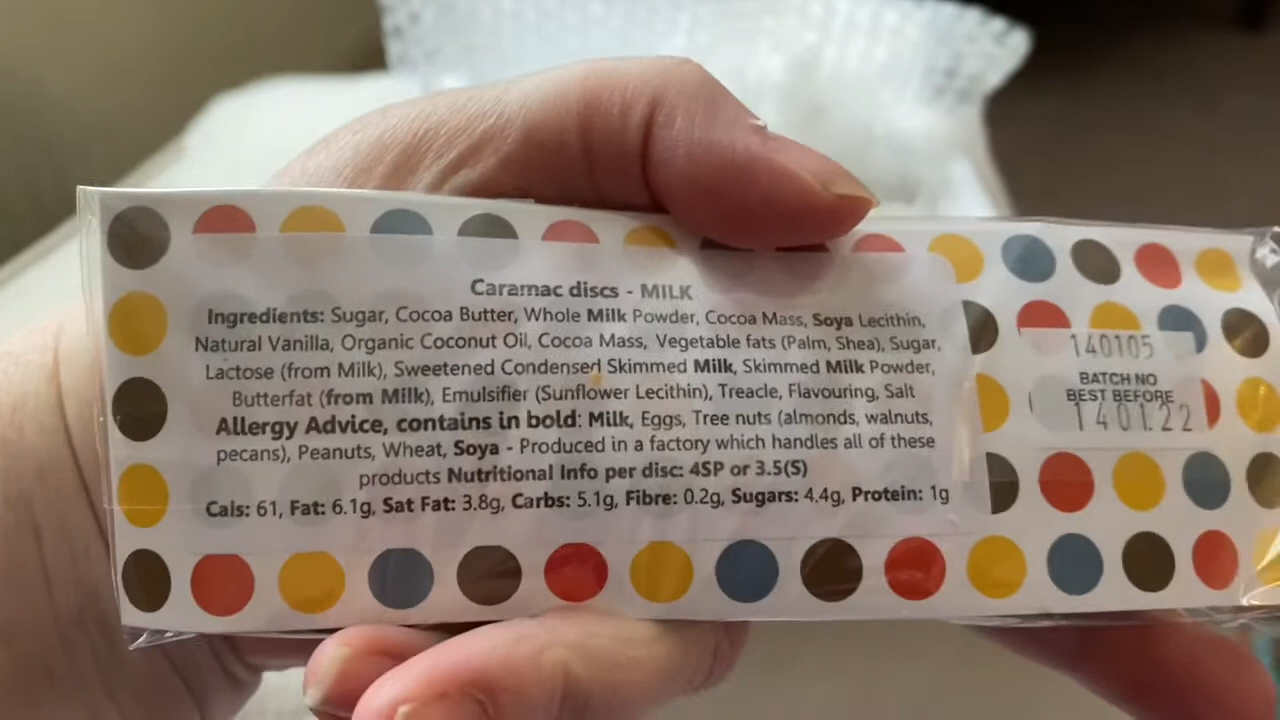 Caramac discs - MILK
Ingredients: Sugar, Cocoa Butter, Whole Milk Powder, Cocoa Mass, Soya Lecithin,
Natural Vanilla, Organic Coconut Oil, Cocoa Mass, Vegetable fats (Palm, Shea), Sugar,
Lactose (from Milk), Sweetened Condensed Skimmed Milk, Skimmed Milk Powder,
Butterfat (from Milk), Emulsifier (Sunflower Lecithin), Treacle, Flavouring, Salt
Allergy Advice, contains in bold: Milk, Eggs, Tree nuts (almonds, walnuts,
pecans), Peanuts, Wheat, Soya - Produced in a factory which handles all of these
products Nutritional Info per disc: 4SP or 3.5(S)
Cals: 61, Fat: 6.1g, Sat Fat: 3.8g, Carbs: 5.1g, Fibre: 0.2g, Sugars: 4.4g, Protein: 1g
140105
BATCH NO
BEST BEFORE
140122